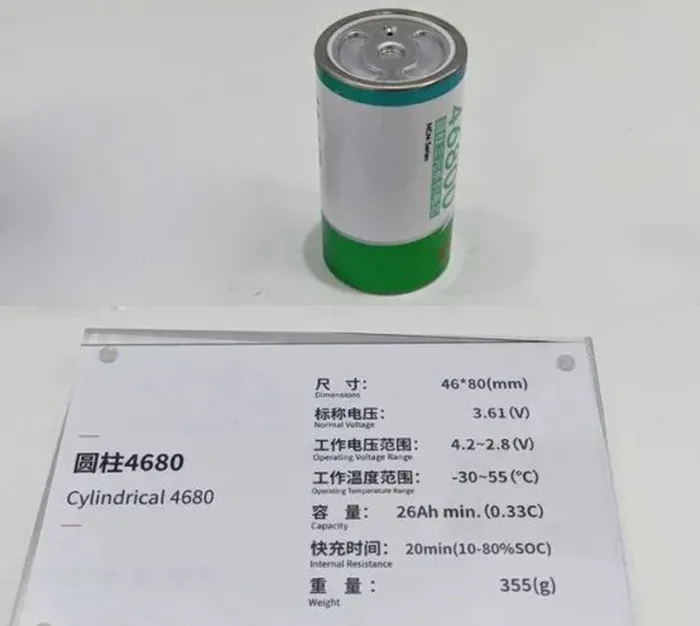 46800
NCM Series
圆柱4680
Cylindrical 4680
尺 寸： 46*80(mm)
Dimensions
标称电压： 3.61(V)
Normal Voltage
工作电压范围： 4.2~2.8(V)
Operating Voltage Range
工作温度范围： -30~55(℃)
Operating Temperature Range
容 量： 26Ah min.(0.33C)
Capacity
快充时间： 20min(10-80%SOC)
Internal Resistance
重 量： 355(g)
Weight